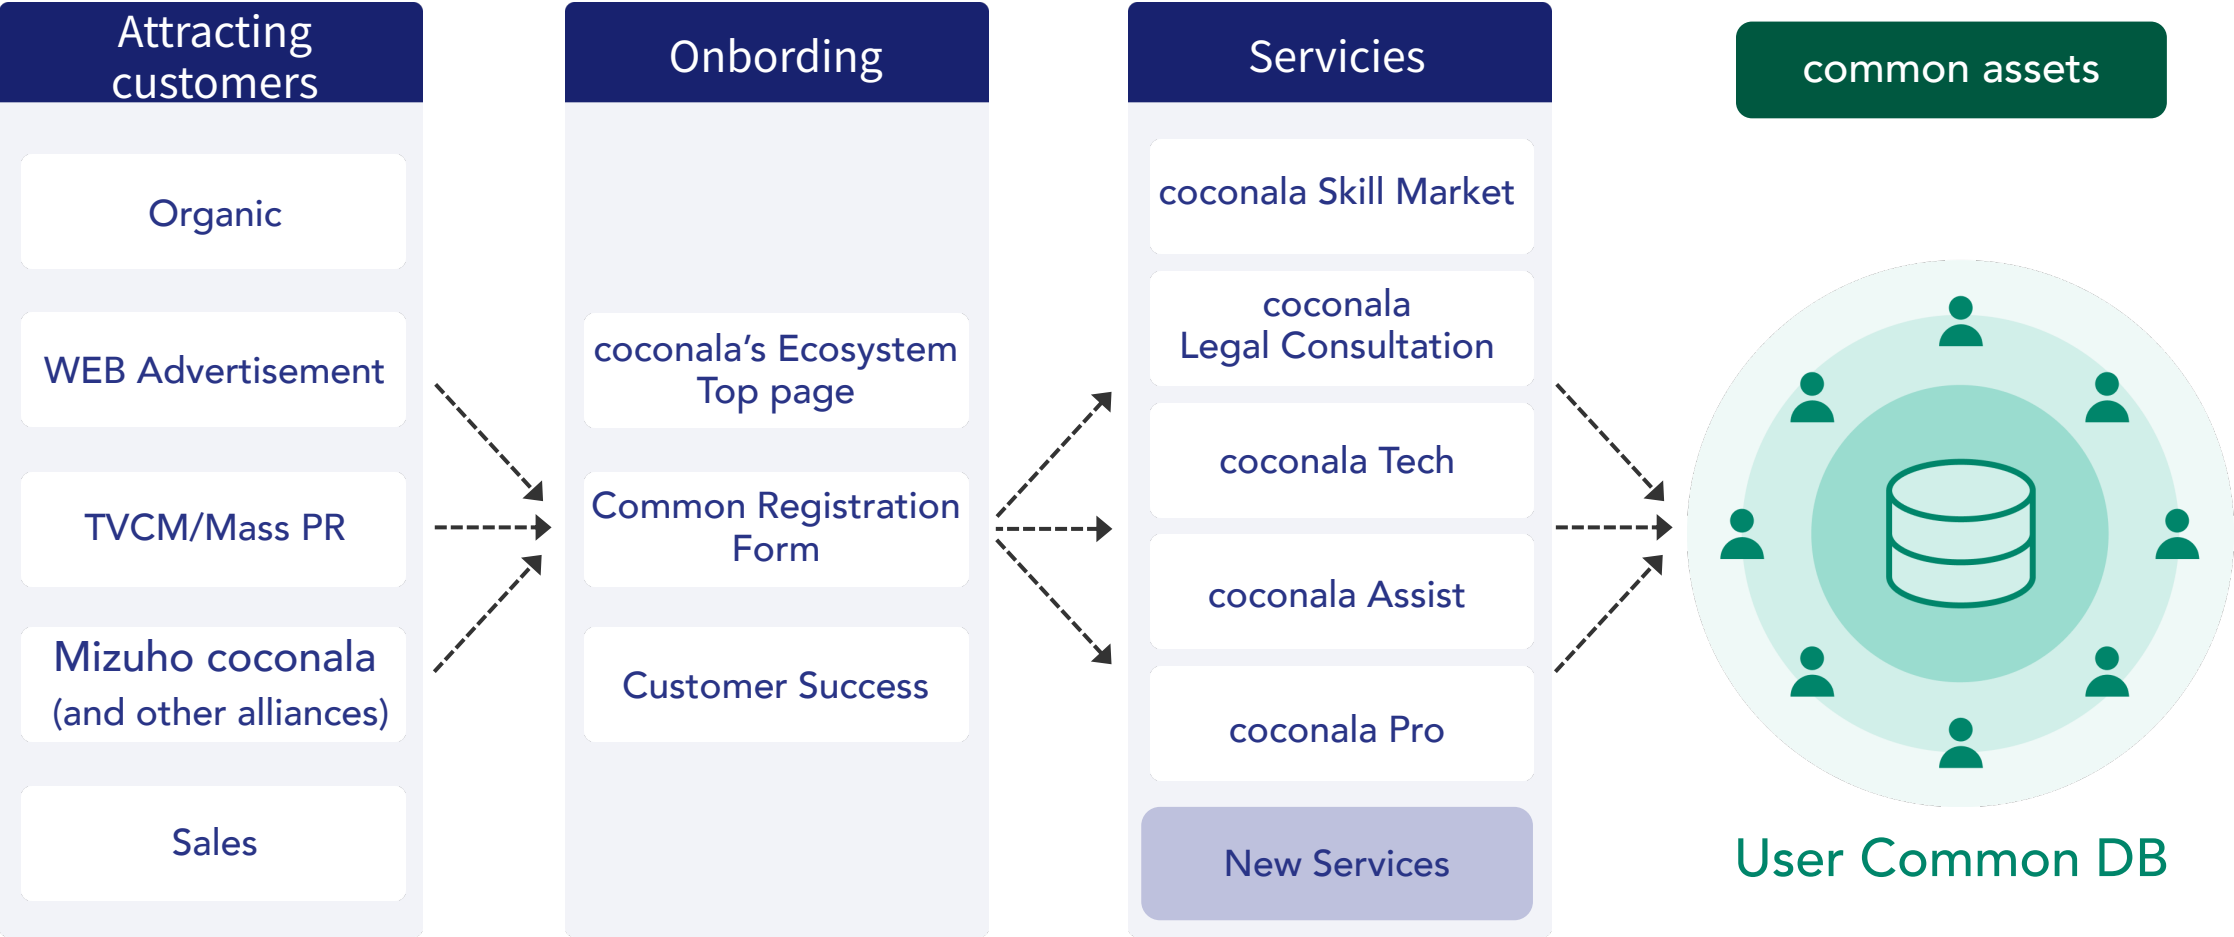 Attracting
customers
Organic
WEB Advertisement
TVCM/Mass PR
Mizuho coconala
(and other alliances)
Sales
Onbording
coconala’s Ecosystem
Top page
Common Registration
Form
Customer Success
Servicies
coconala Skill Market
coconala
Legal Consultation
coconala Tech
coconala Assist
coconala Pro
New Services
common assets
User Common DB